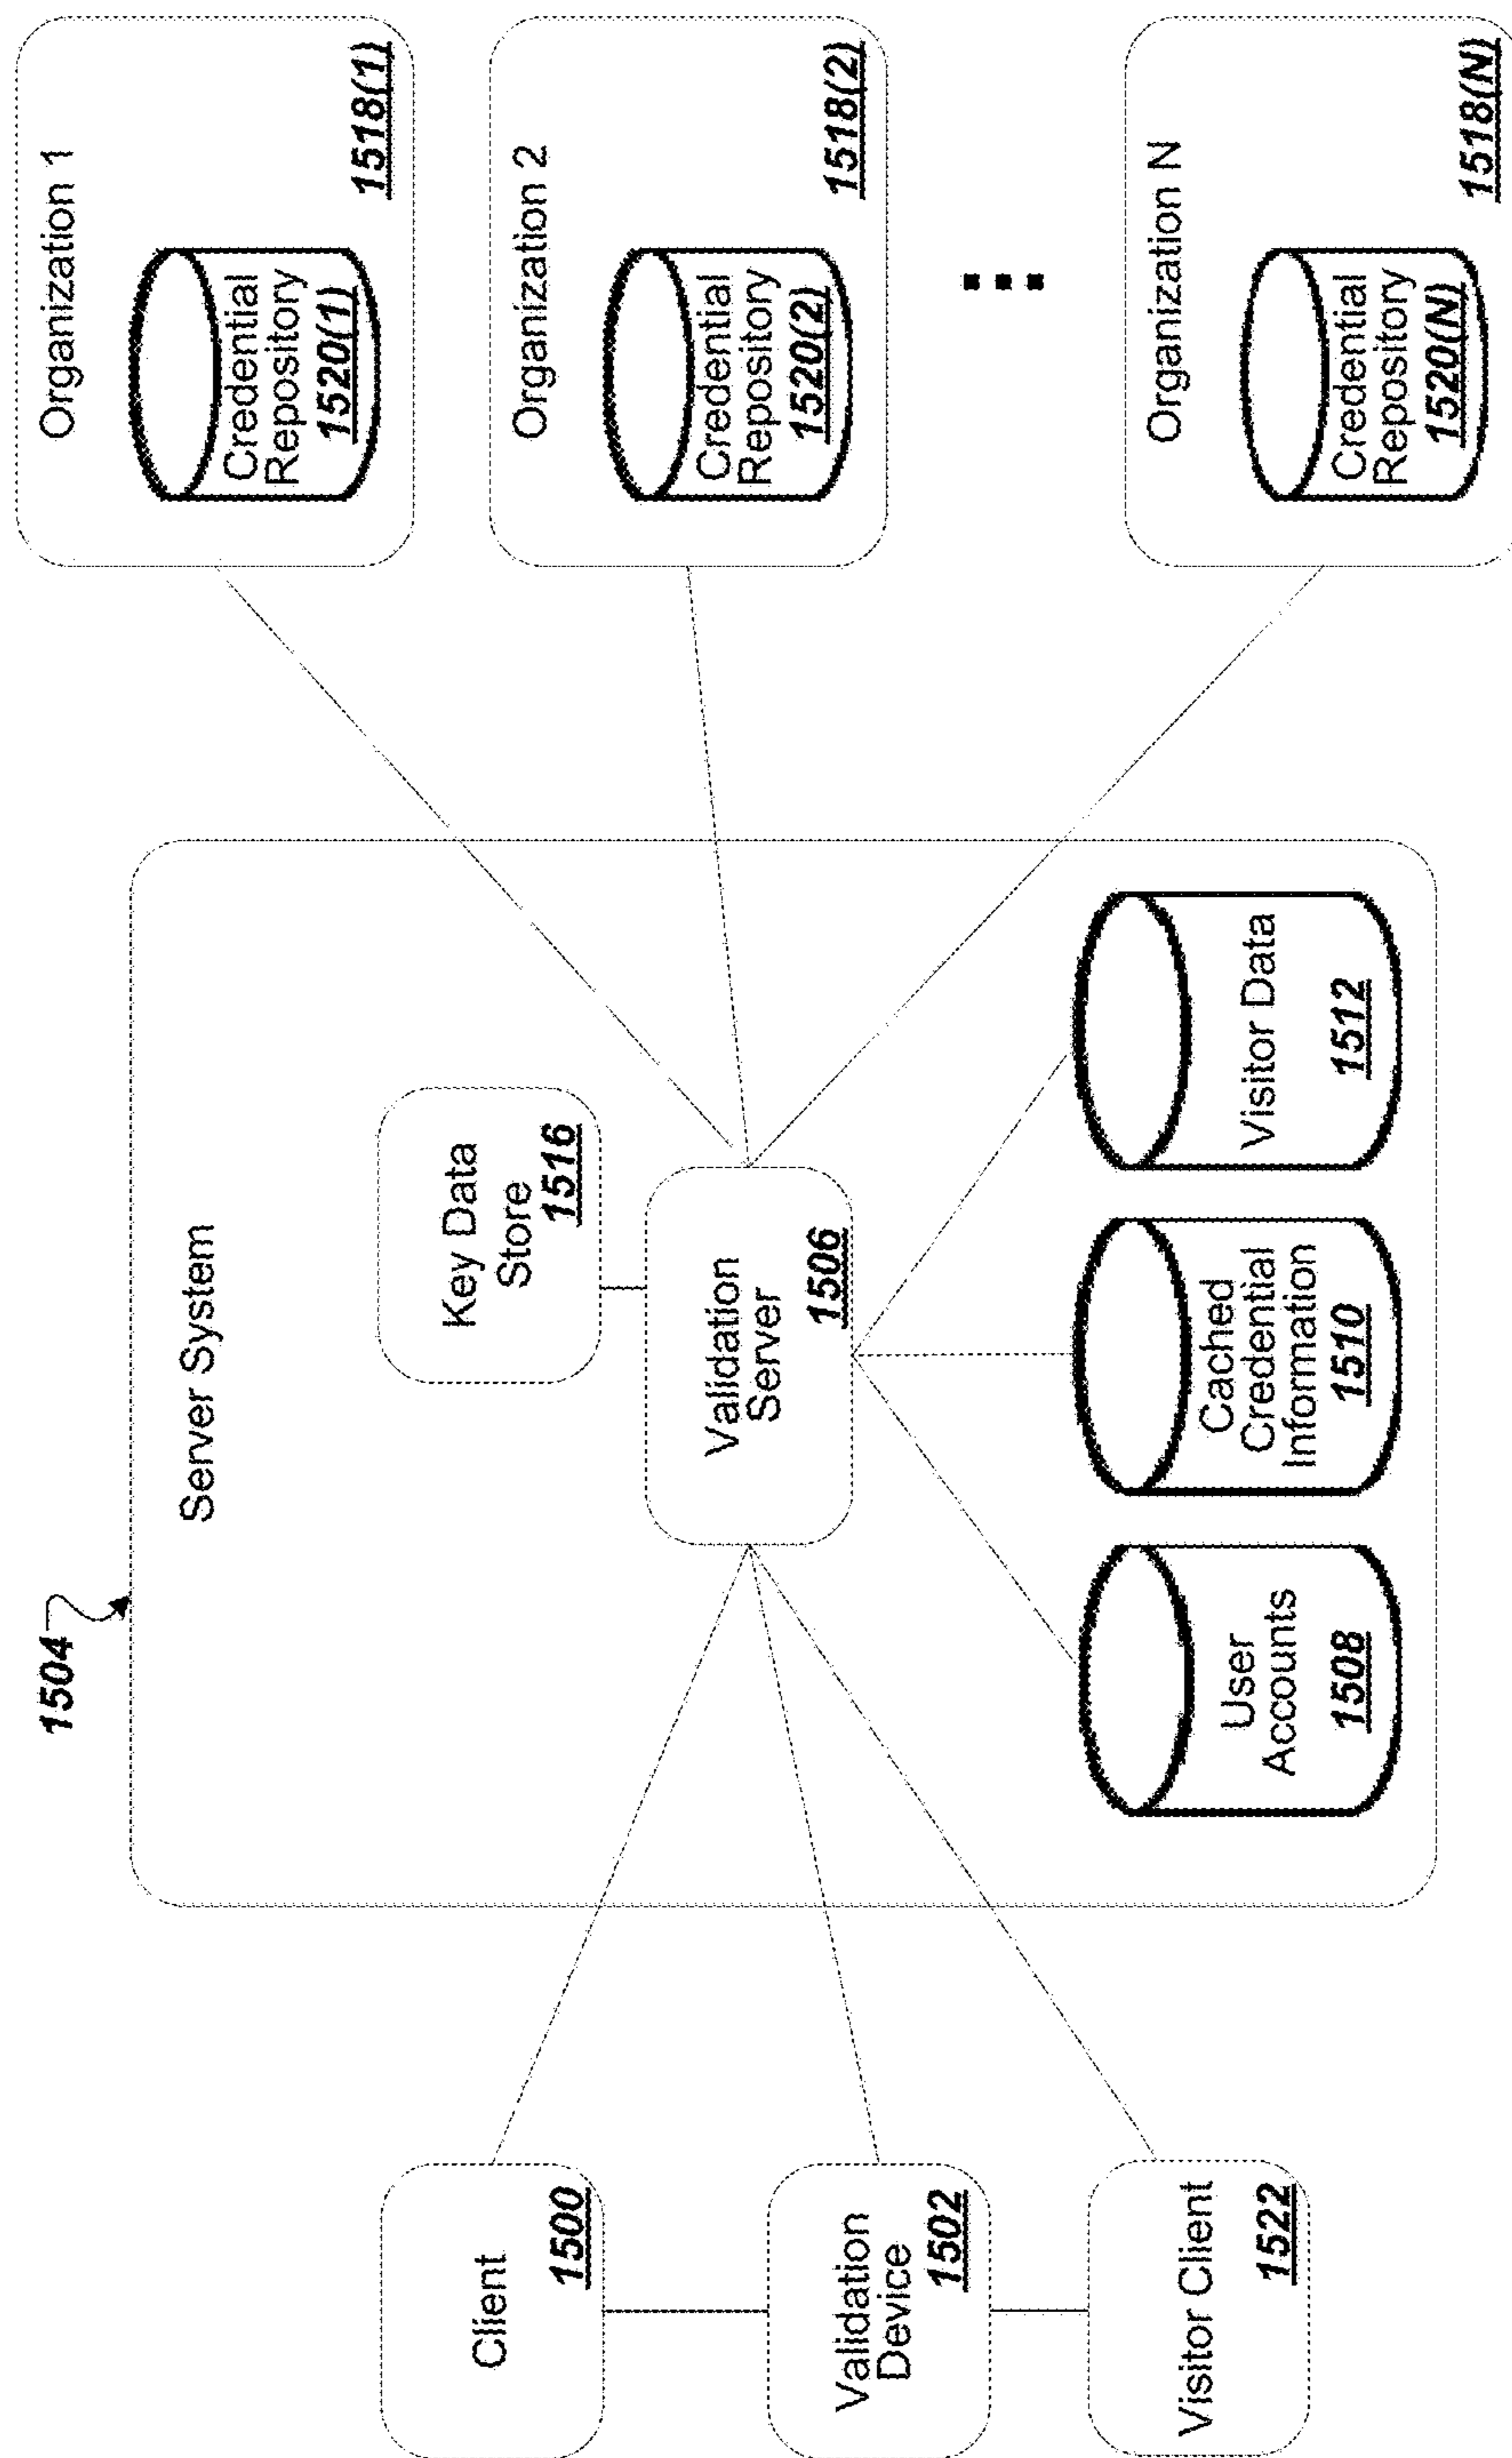 1504
Server System
Key Data
Store
1516
Validation
Server
1506
User
Accounts
1508
Cached
Credential
Information
1510
Visitor Data
1512
Client
1500
Validation
Device
1502
Visitor Client
1522
Organization 1
Credential
Repository
1520(1)
1518(1)
Organization 2
Credential
Repository
1520(2)
1518(2)
Organization N
Credential
Repository
1520(N)
1518(N)